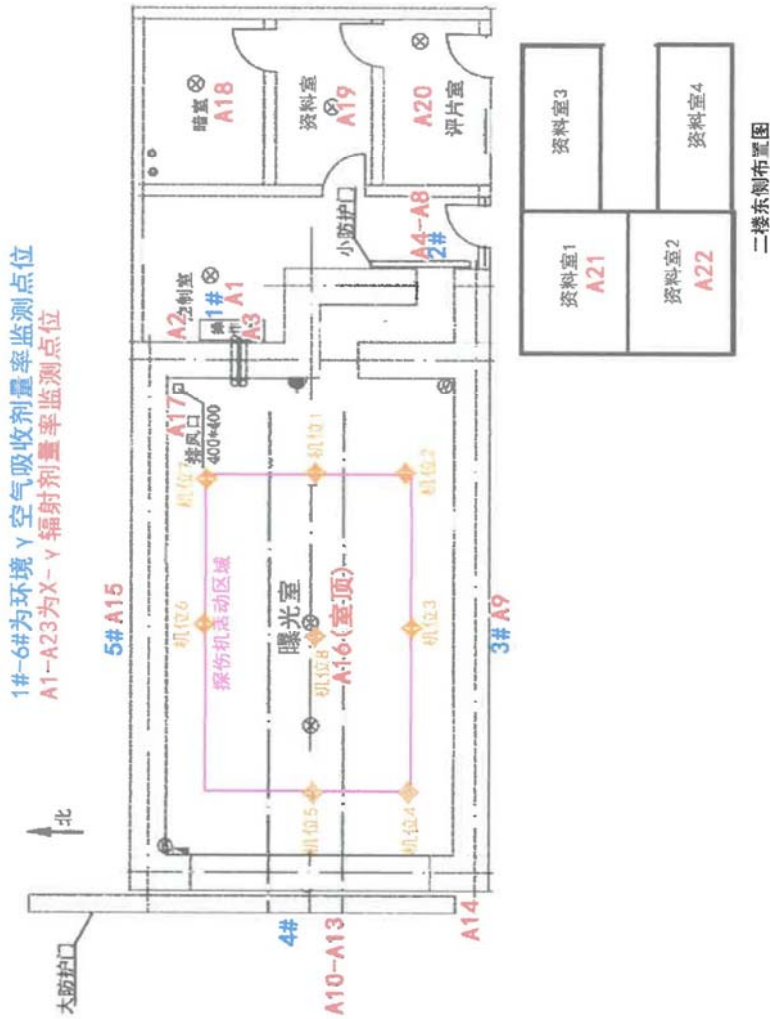 1#-6#为环境γ空气吸收剂量率监测点位
A1-A23为X-γ辐射剂量率监测点位
北
大防护门
5#
A15
暗室
A18
资料室
A19
A20
评片室
小防护门
A4-A8
2#
控制室
1#
A1
A2
A3
A17
排风口
400*400
机位7
机位6
探伤机活动区域
机位1
曝光室
机位8
A16(室顶)
机位5
机位2
机位3
机位4
4#
A10-A13
A14
3#
A9
资料室3
资料室4
资料室1
A21
资料室2
A22
二楼东侧布置图